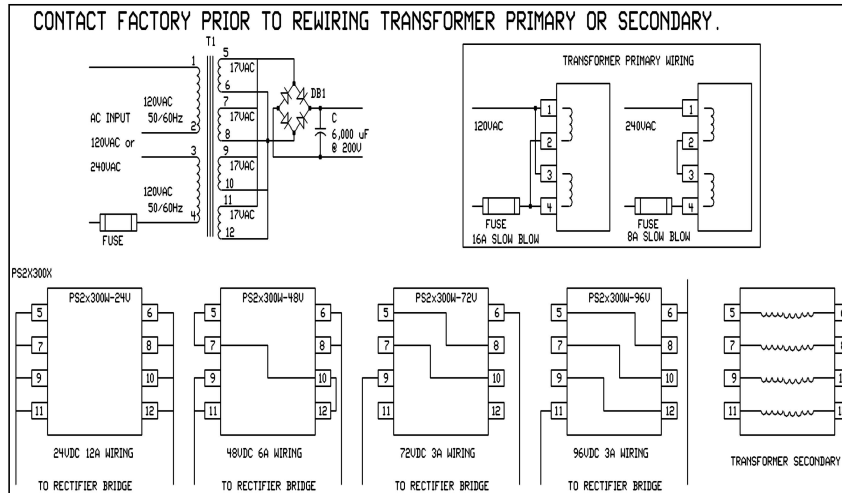 CONTACT FACTORY PRIOR TO REWIRING TRANSFORMER PRIMARY OR SECONDARY.
T1
1
120VAC
50/60Hz
2
AC INPUT
120VAC or
240VAC
3
120VAC
50/60Hz
4
FUSE
5
17VAC
6
7
17VAC
8
9
17VAC
10
11
17VAC
12
DB1
C
6,000 uF
@ 200V
TRANSFORMER PRIMARY WIRING
120VAC
1
2
3
4
FUSE
16A SLOW BLOW
240VAC
1
2
3
4
FUSE
8A SLOW BLOW
PS2X300X
PS2x300W-24V
5 6
7 8
9 10
11 12
24VDC 12A WIRING
TO RECTIFIER BRIDGE
PS2x300W-48V
5 6
7 8
9 10
11 12
48VDC 6A WIRING
TO RECTIFIER BRIDGE
PS2x300W-72V
5 6
7 8
9 10
11 12
72VDC 3A WIRING
TO RECTIFIER BRIDGE
PS2x300W-96V
5 6
7 8
9 10
11 12
96VDC 3A WIRING
TO RECTIFIER BRIDGE
5
7
9
11
TRANSFORMER SECONDARY